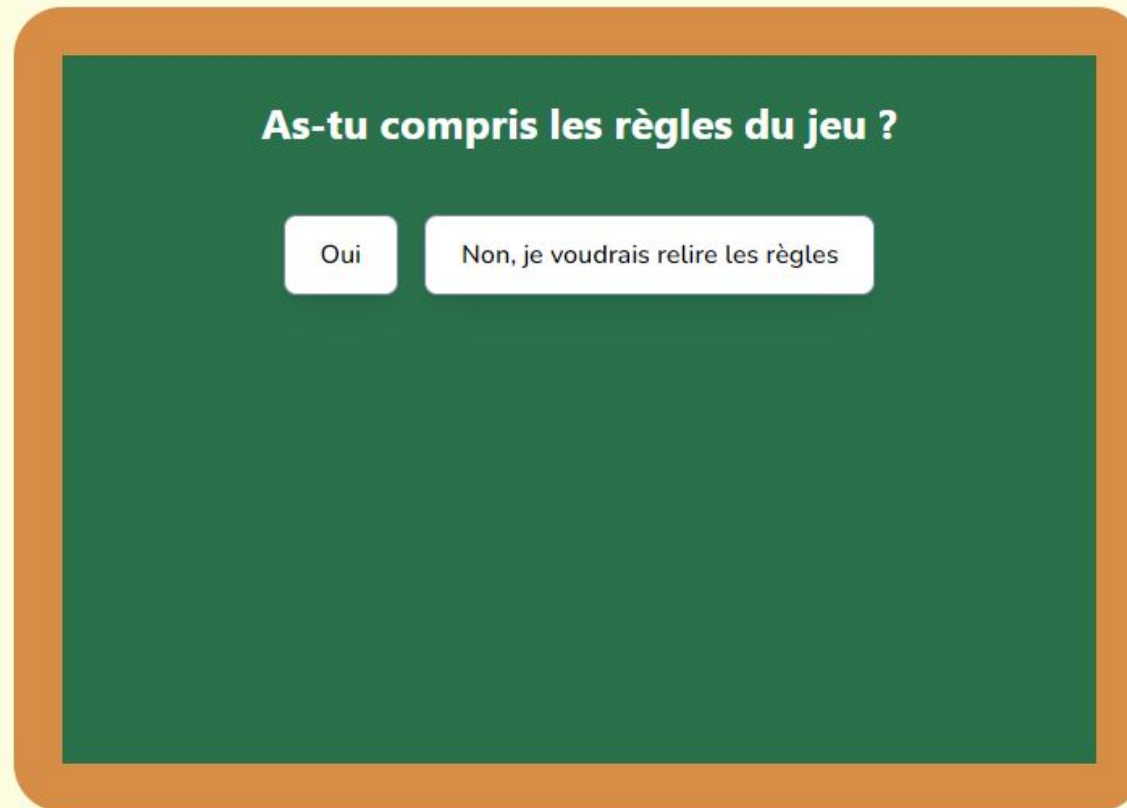 As-tu compris les règles du jeu ?
Oui
Non, je voudrais relire les règles